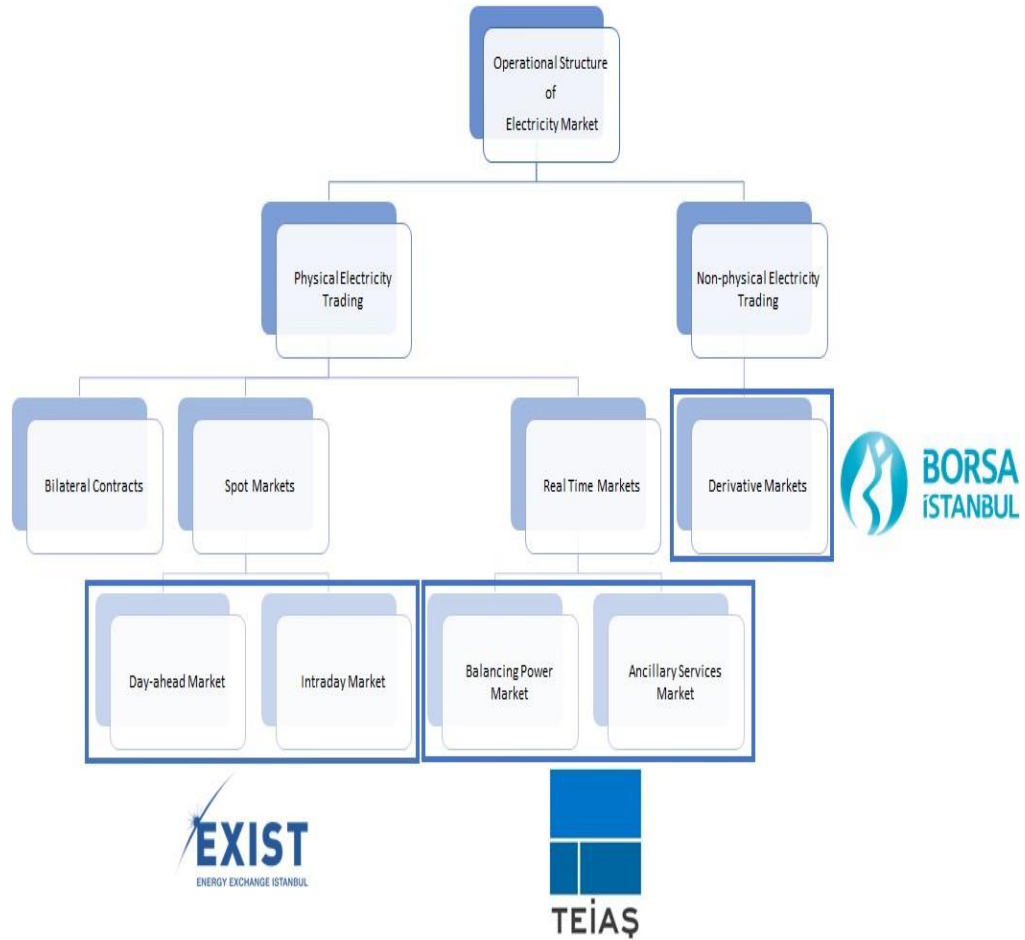 Operational Structure
of
Electricity Market
Physical Electricity
Trading
Non-physical Electricity
Trading
Bilateral Contracts
Spot Markets
Real Time Markets
Derivative Markets
BORSA
İSTANBUL
Day-ahead Market
Intraday Market
Balancing Power
Market
Ancillary Services
Market
EXIST
ENERGY EXCHANGE ISTANBUL
TEİAŞ